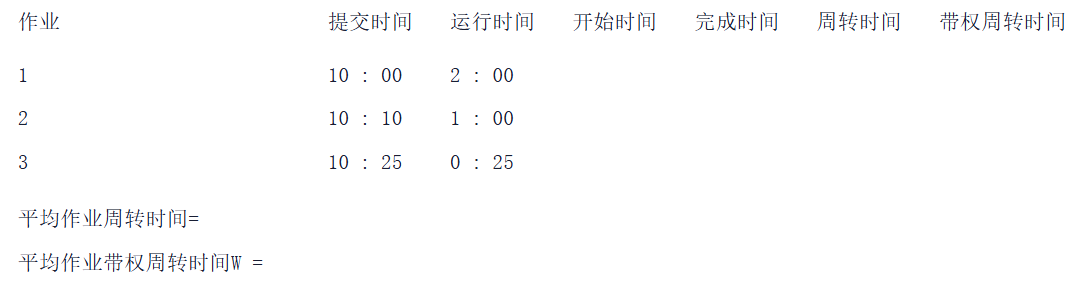 作业 提交时间 运行时间 开始时间 完成时间 周转时间 带权周转时间
1 10 : 00 2 : 00
2 10 : 10 1 : 00
3 10 : 25 0 : 25
平均作业周转时间=
平均作业带权周转时间W =